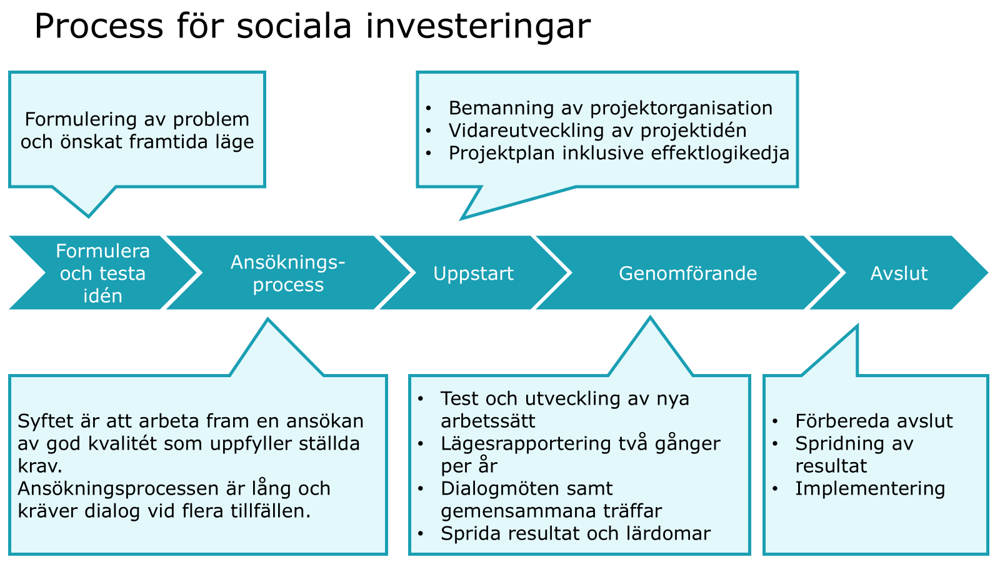 Process för sociala investeringar
Formulering av problem
och önskat framtida läge
• Bemanning av projektorganisation
• Vidareutveckling av projektidén
• Projektplan inklusive effektlogikedja
Formulera
och testa
idén
Ansöknings-
process
Uppstart
Genomförande
Avslut
Syftet är att arbeta fram en ansökan
av god kvalitét som uppfyller ställda
krav.
Ansökningsprocessen är lång och
kräver dialog vid flera tillfällen.
• Test och utveckling av nya
arbetssätt
• Lägesrapportering två gånger
per år
• Dialogmöten samt
gemensammana träffar
• Sprida resultat och lärdomar
• Förbereda avslut
• Spridning av
resultat
• Implementering